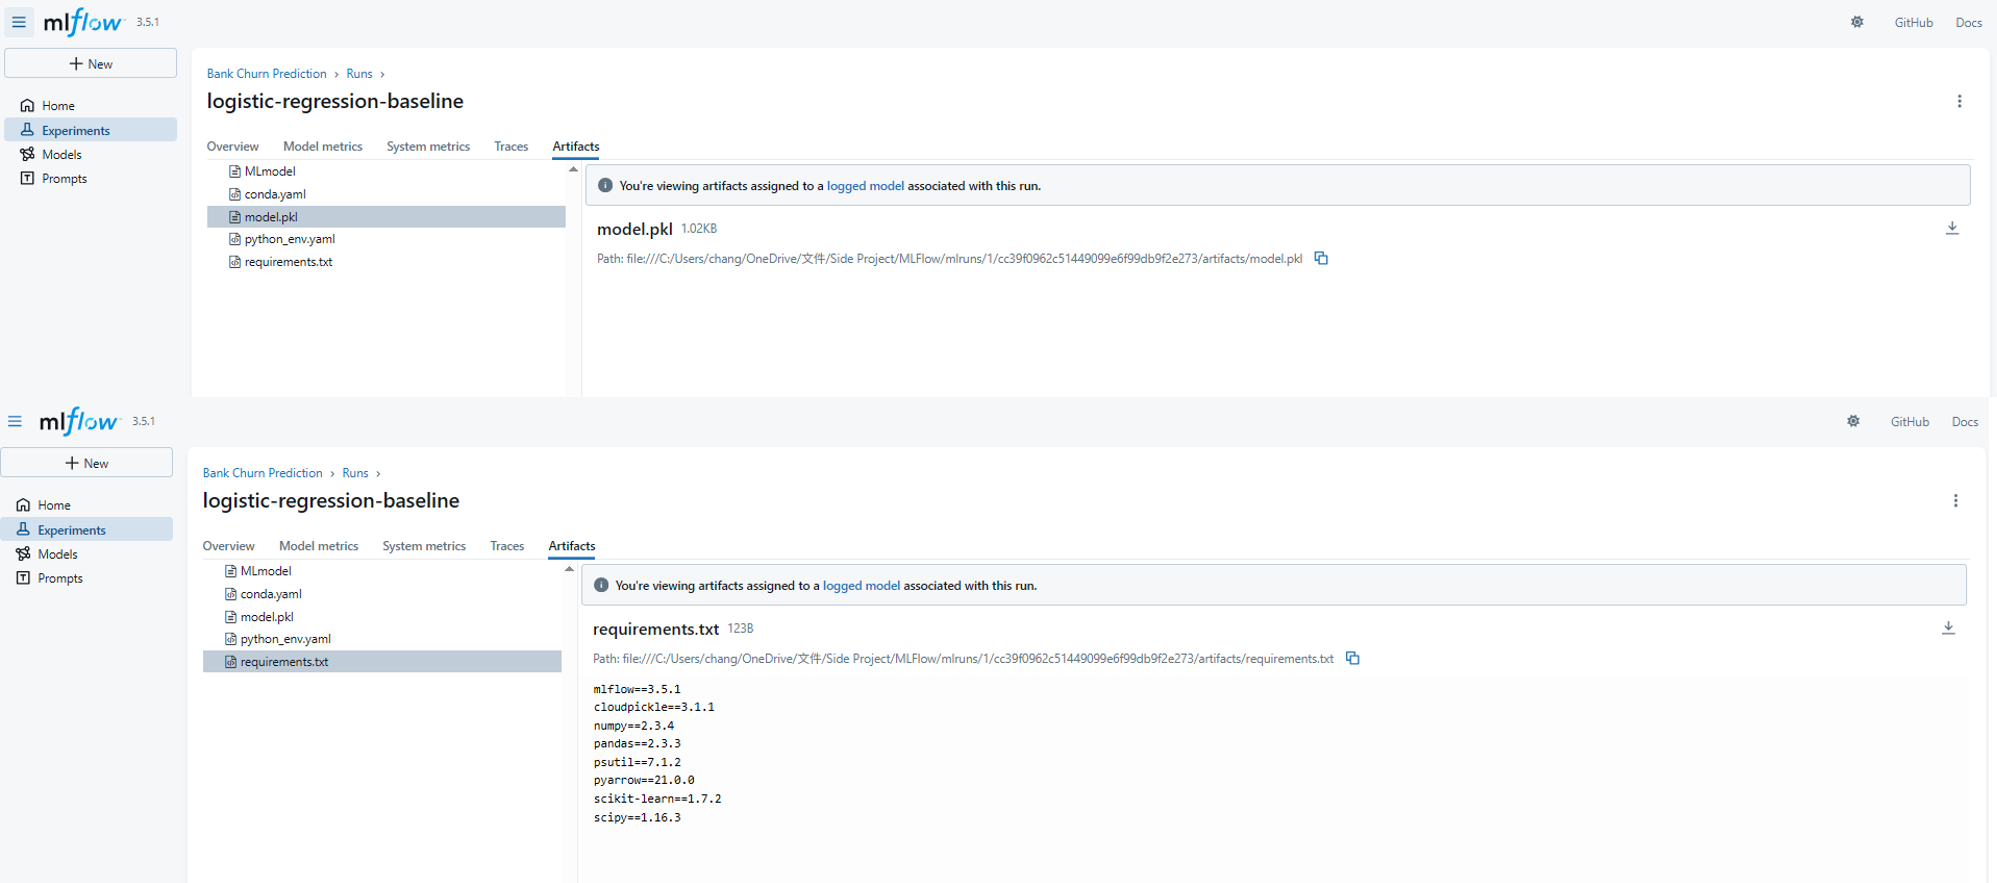 mlflow 3.5.1 GitHub Docs
+ New
Home
Experiments
Models
Prompts
Bank Churn Prediction › Runs ›
logistic-regression-baseline
Overview Model metrics System metrics Traces Artifacts
MLmodel
conda.yaml
model.pkl
python_env.yaml
requirements.txt
You're viewing artifacts assigned to a logged model associated with this run.
model.pkl 1.02KB
Path: file:///C:/Users/chang/OneDrive/文件/Side Project/MLFlow/mlruns/1/cc39f0962c51449099e6f99db9f2e273/artifacts/model.pkl
mlflow 3.5.1 GitHub Docs
+ New
Home
Experiments
Models
Prompts
Bank Churn Prediction › Runs ›
logistic-regression-baseline
Overview Model metrics System metrics Traces Artifacts
MLmodel
conda.yaml
model.pkl
python_env.yaml
requirements.txt
You're viewing artifacts assigned to a logged model associated with this run.
requirements.txt 123B
Path: file:///C:/Users/chang/OneDrive/文件/Side Project/MLFlow/mlruns/1/cc39f0962c51449099e6f99db9f2e273/artifacts/requirements.txt
mlflow==3.5.1
cloudpickle==3.1.1
numpy==2.3.4
pandas==2.3.3
psutil==7.1.2
pyarrow==21.0.0
scikit-learn==1.7.2
scipy==1.16.3